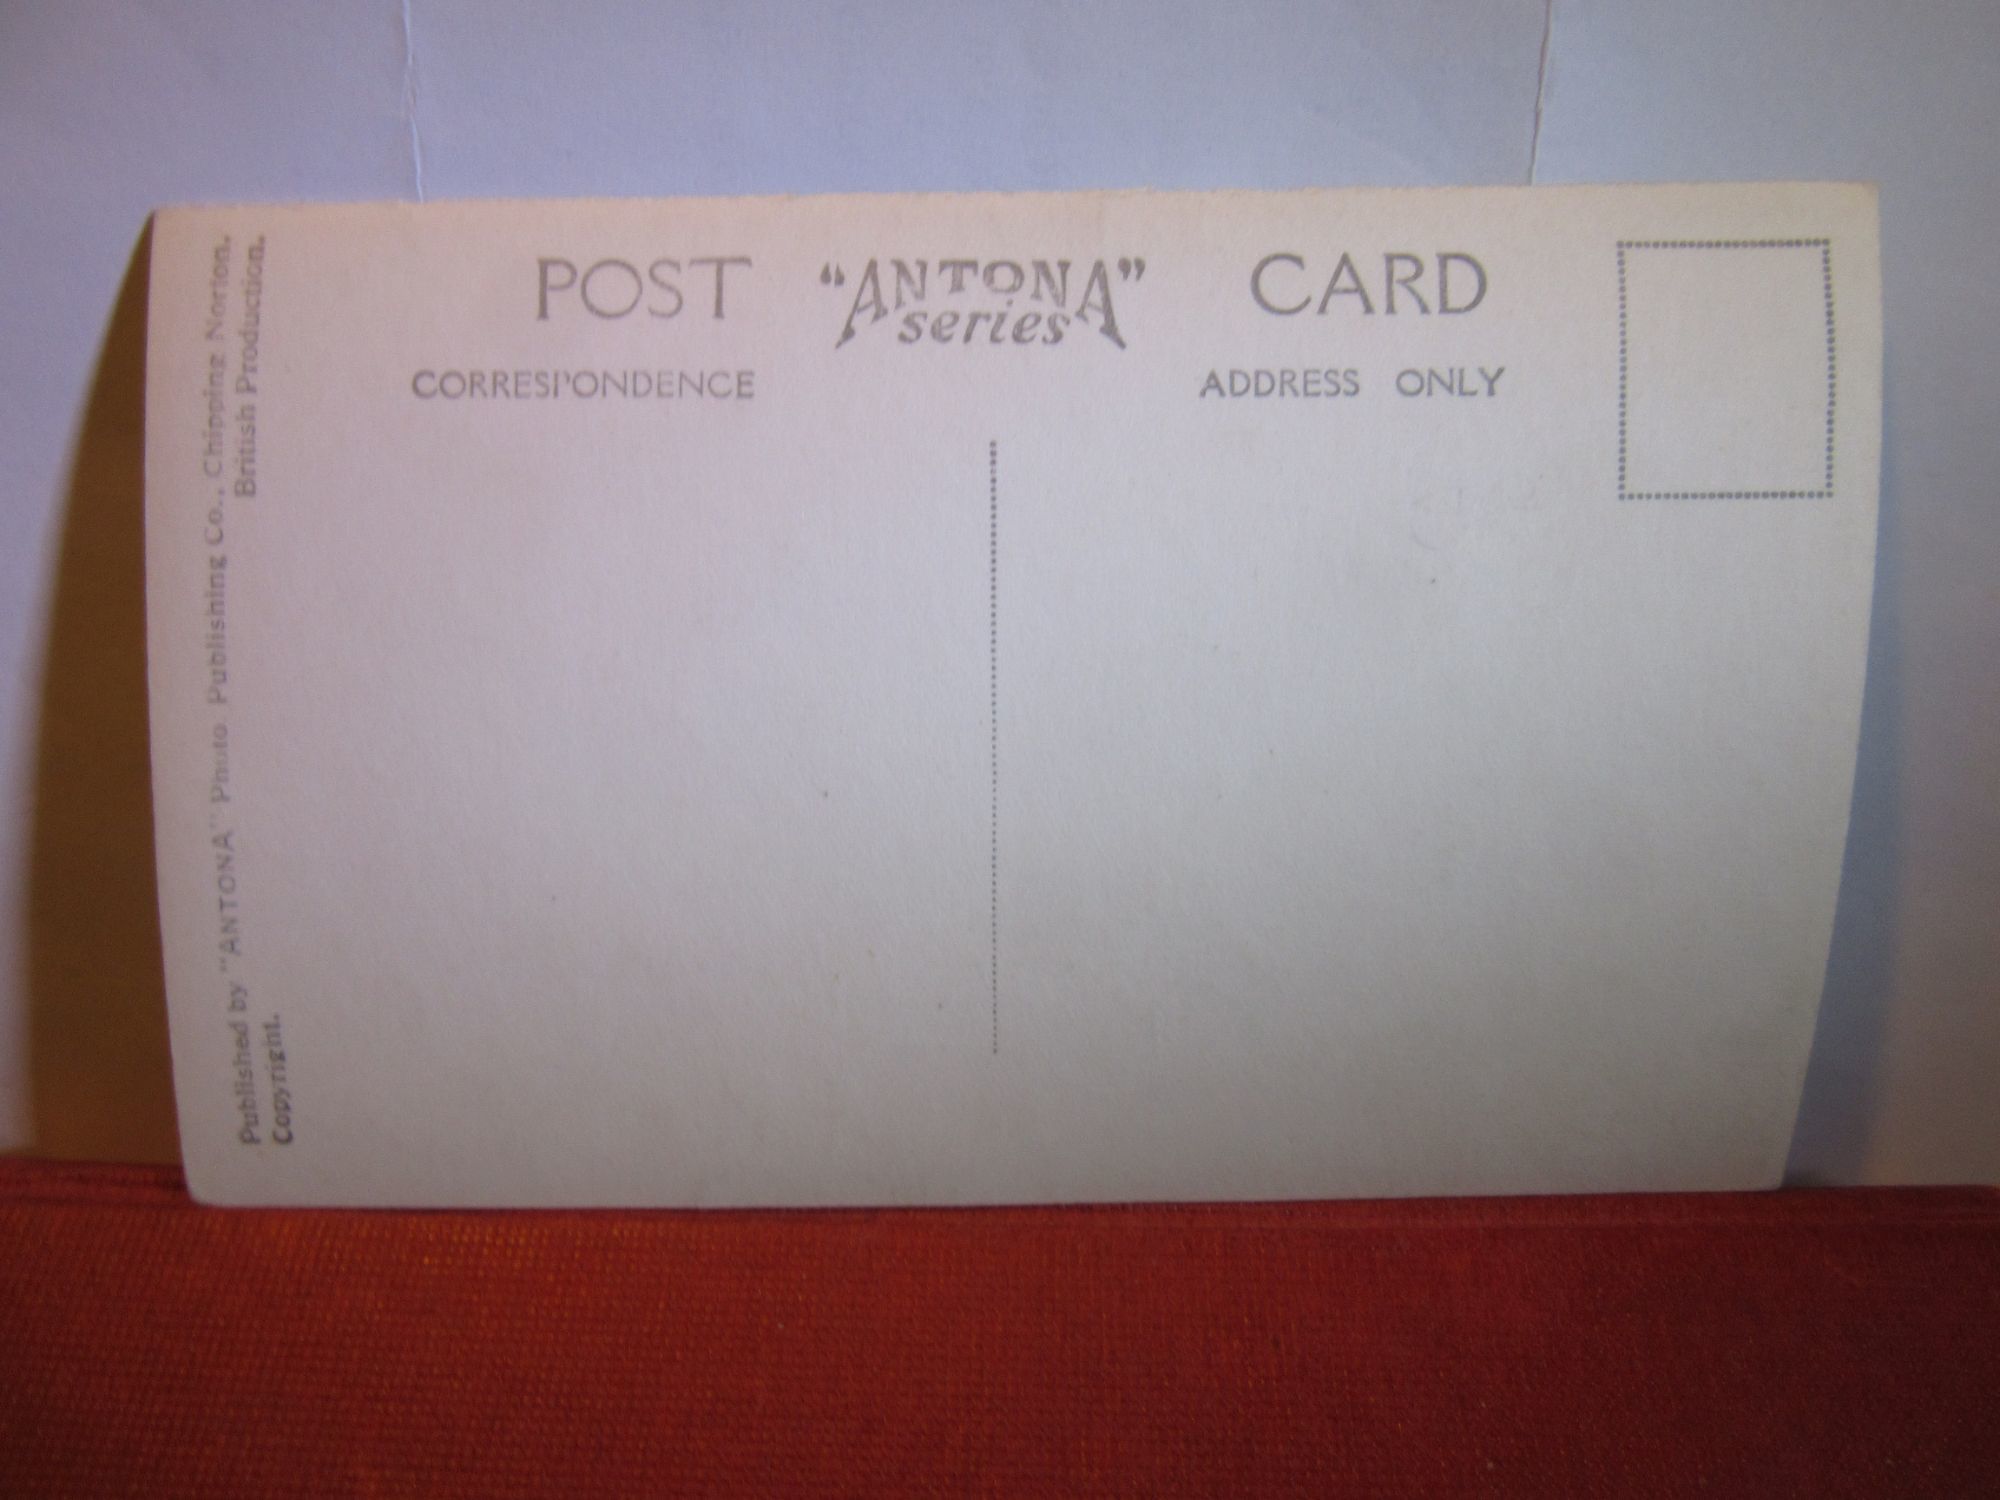 POST "ANTONA" CARD
series
CORRESPONDENCE ADDRESS ONLY
Published by "ANTONA" Photo Publishing Co., Chipping Norton.
Copyright. British Production.